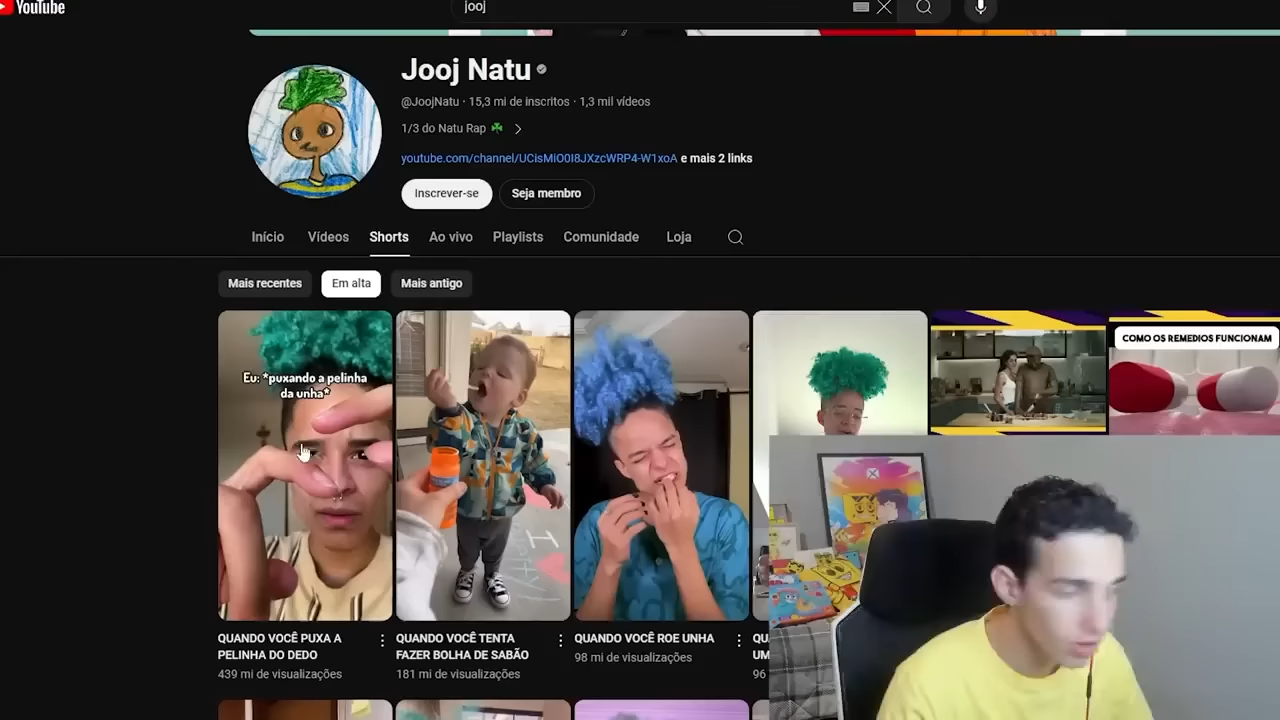 YouTube
jooj
Jooj Natu
@JoojNatu · 15,3 mi de inscritos · 1,3 mil vídeos
1/3 do Natu Rap ☘️
youtube.com/channel/UCisMiO0I8JXzcWRP4-W1xoA e mais 2 links
Inscrever-se
Seja membro
Início
Vídeos
Shorts
Ao vivo
Playlists
Comunidade
Loja
Mais recentes
Em alta
Mais antigo
Eu: *puxando a pelinha
da unha*
COMO OS REMEDIOS FUNCIONAM
QUANDO VOCÊ PUXA A
PELINHA DO DEDO
439 mi de visualizações
QUANDO VOCÊ TENTA
FAZER BOLHA DE SABÃO
181 mi de visualizações
QUANDO VOCÊ ROE UNHA
98 mi de visualizações
QU
UM
96